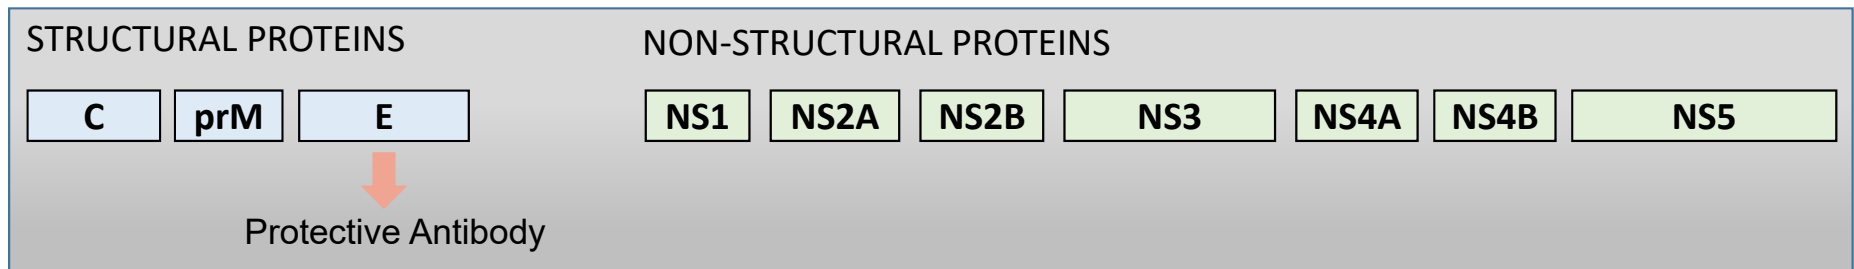 STRUCTURAL PROTEINS
NON-STRUCTURAL PROTEINS
C prM E NS1 NS2A NS2B NS3 NS4A NS4B NS5
Protective Antibody